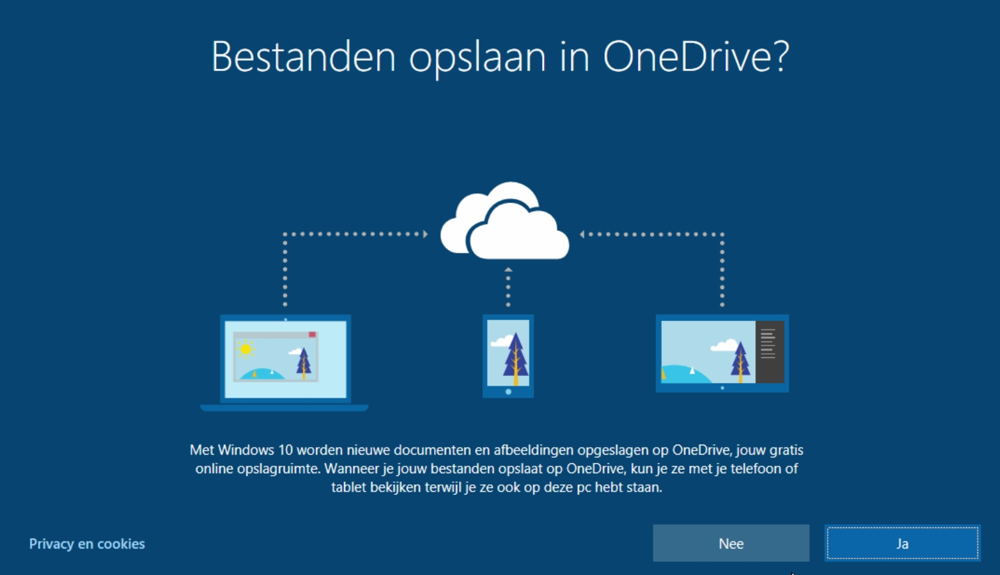 Bestanden opslaan in OneDrive?
Met Windows 10 worden nieuwe documenten en afbeeldingen opgeslagen op OneDrive, jouw gratis
online opslagruimte. Wanneer je jouw bestanden opslaat op OneDrive, kun je ze met je telefoon of
tablet bekijken terwijl je ze ook op deze pc hebt staan.
Privacy en cookies
Nee
Ja